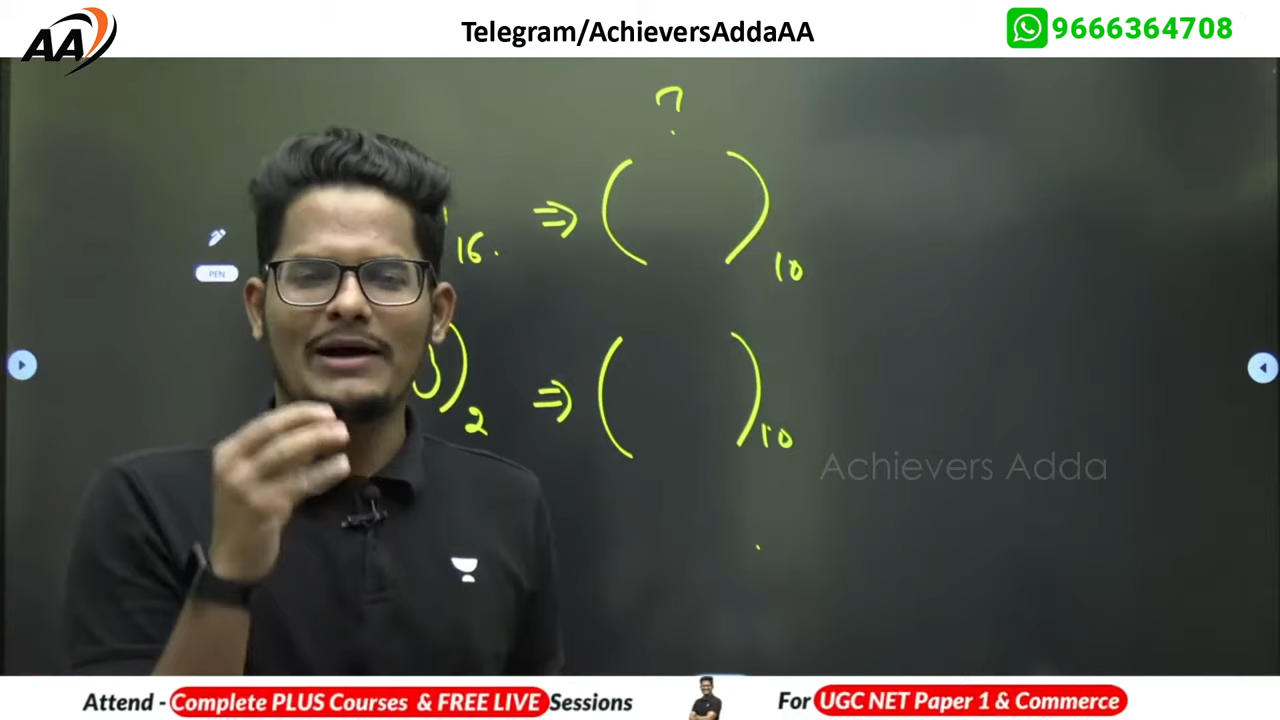 AA
Telegram/AchieversAddaAA
9666364708
?
16. ⇒ ( )10
PEN
)2 ⇒ ( )10
Achievers Adda
Attend - Complete PLUS Courses & FREE LIVE Sessions
For UGC NET Paper 1 & Commerce